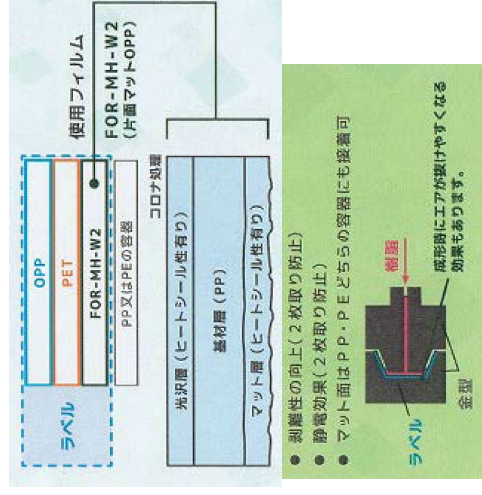 使用フィルム
FOR-MH-W2
(片面マットOPP)
ラベル
OPP
PET
FOR-MH-W2
PP又はPEの容器
コロナ処理
光沢層(ヒートシール性有り)
基材層(PP)
マット層(ヒートシール性有り)
● 剥離性の向上(2枚取り防止)
● 静電効果(2枚取り防止)
● マット面はPP・PEどちらの容器にも接着可
ラベル
樹脂
金型
成形時にエアが抜けやすくなる
効果もあります。